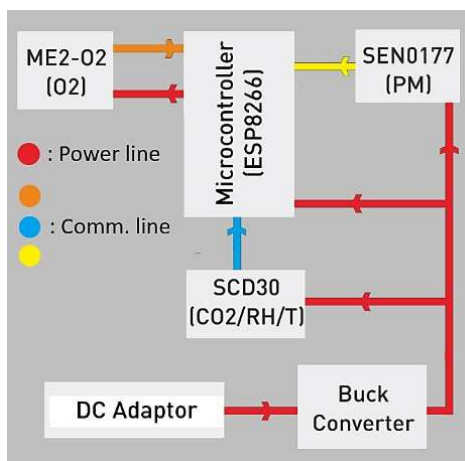 ME2-O2
(O2)
Microcontroller
(ESP8266)
SEN0177
(PM)
: Power line
: Comm. line
SCD30
(CO2/RH/T)
DC Adaptor
Buck
Converter